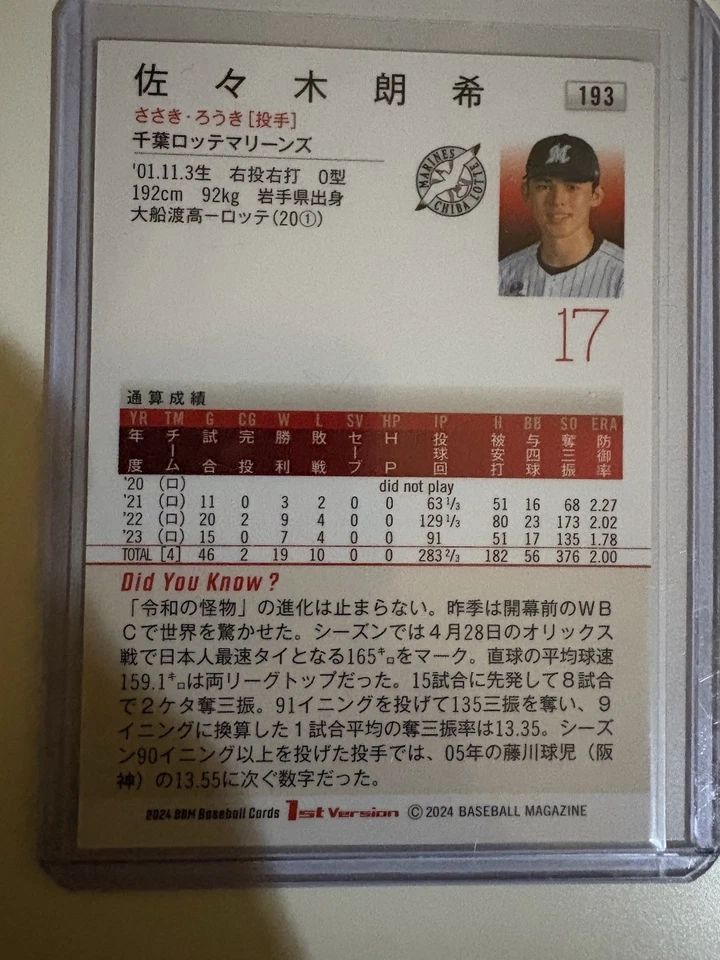 佐々木朗希
193
ささき・ろうき[投手]
千葉ロッテマリーンズ
'01.11.3生 右投右打 O型
192cm 92kg 岩手県出身
大船渡高ーロッテ(20①)
MARINES
CHIBA LOTTE
M
17
通算成績
YR TM G CG W L SV HP IP H BB SO ERA
年度 チーム 試合 完投 勝利 敗戦 セーブ HP 投球回 被安打 与四球 奪三振 防御率
'20 (ロ) did not play
'21 (ロ) 11 0 3 2 0 0 63 1/3 51 16 68 2.27
'22 (ロ) 20 2 9 4 0 0 129 1/3 80 23 173 2.02
'23 (ロ) 15 0 7 4 0 0 91 51 17 135 1.78
TOTAL [4] 46 2 19 10 0 0 283 2/3 182 56 376 2.00
Did You Know?
「令和の怪物」の進化は止まらない。昨季は開幕前のWB
Cで世界を驚かせた。シーズンでは4月28日のオリックス
戦で日本人最速タイとなる165㌔をマーク。直球の平均球速
159.1㌔は両リーグトップだった。15試合に先発して8試合
で2ケタ奪三振。91イニングを投げて135三振を奪い、9
イニングに換算した1試合平均の奪三振率は13.35。シーズ
ン90イニング以上を投げた投手では、05年の藤川球児(阪
神)の13.55に次ぐ数字だった。
2024 BBM Baseball Cards 1st Version © 2024 BASEBALL MAGAZINE